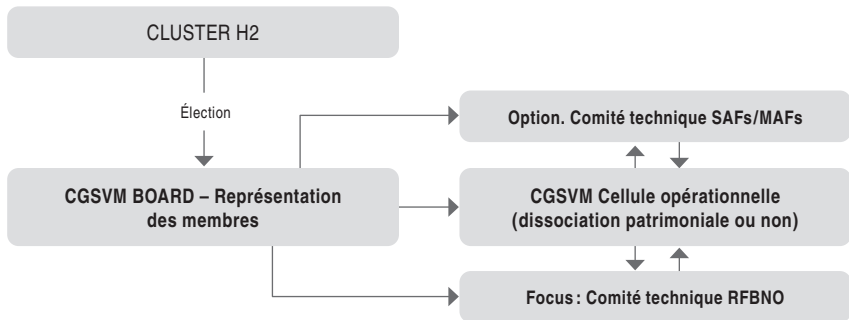 CLUSTER H2
Élection
Option. Comité technique SAFs/MAFs
CGSVM BOARD – Représentation
des membres
CGSVM Cellule opérationnelle
(dissociation patrimoniale ou non)
Focus : Comité technique RFBNO